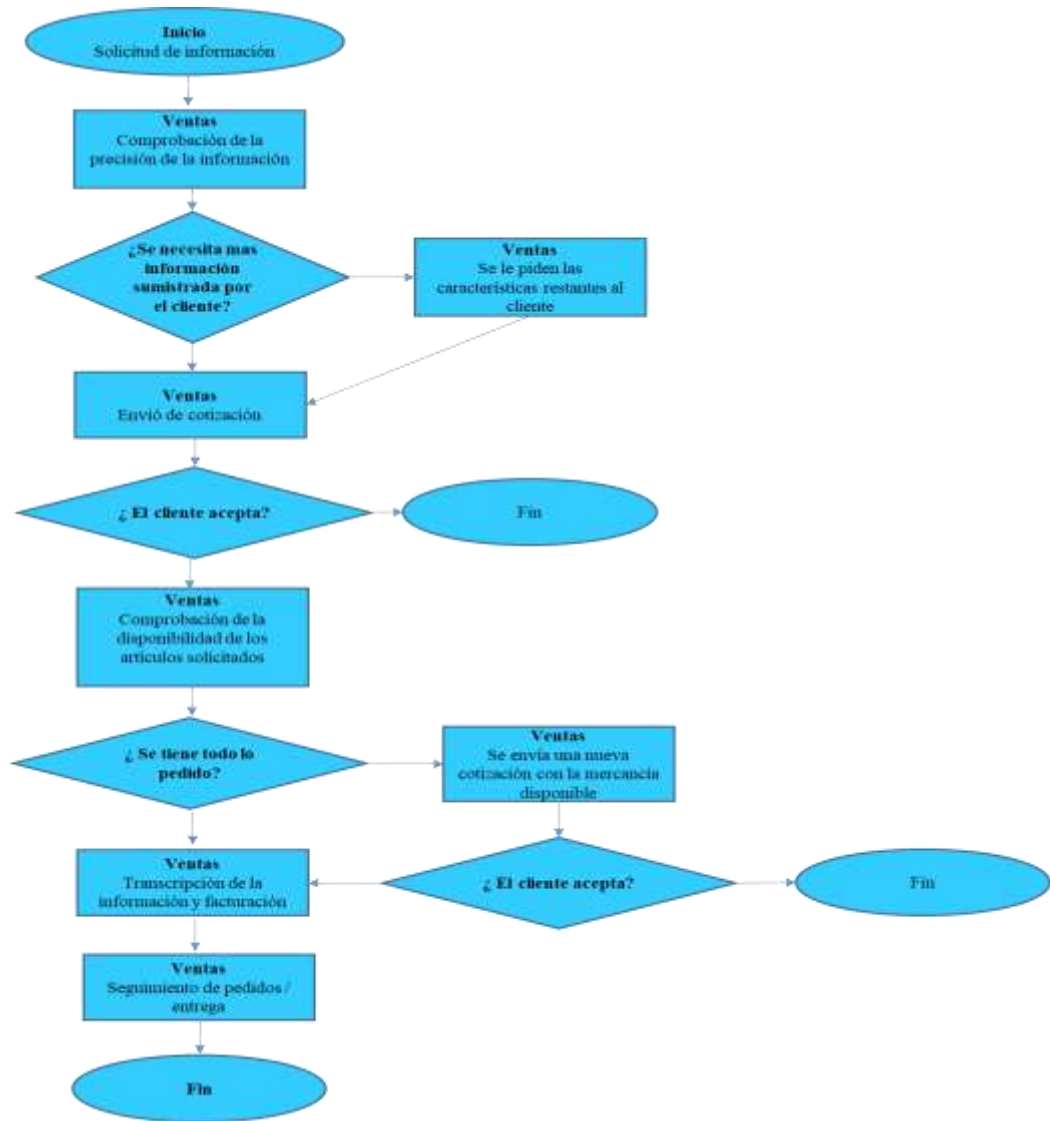 Inicio
Solicitud de información
Ventas
Comprobación de la
precisión de la información
¿Se necesita mas
información
sumistrada por
el cliente?
Ventas
Se le piden las
características restantes al
cliente
Ventas
Envió de cotización
¿ El cliente acepta?
Fin
Ventas
Comprobación de la
disponibilidad de los
artículos solicitados
¿ Se tiene todo lo
pedido?
Ventas
Se envía una nueva
cotización con la mercancía
disponible
Ventas
Transcripción de la
información y facturación
¿ El cliente acepta?
Fin
Ventas
Seguimiento de pedidos /
entrega
Fin